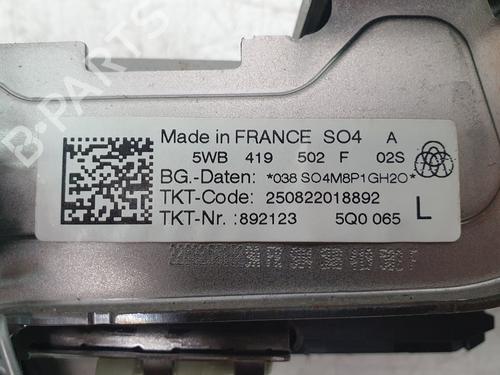 B-PARTS
Made in FRANCE SO4 A
5WB 419 502 F 02S
BG.-Daten: *038 SO4M8P1GH2O*
TKT-Code: 250822018892
TKT-Nr.:892123 5Q0 065 L